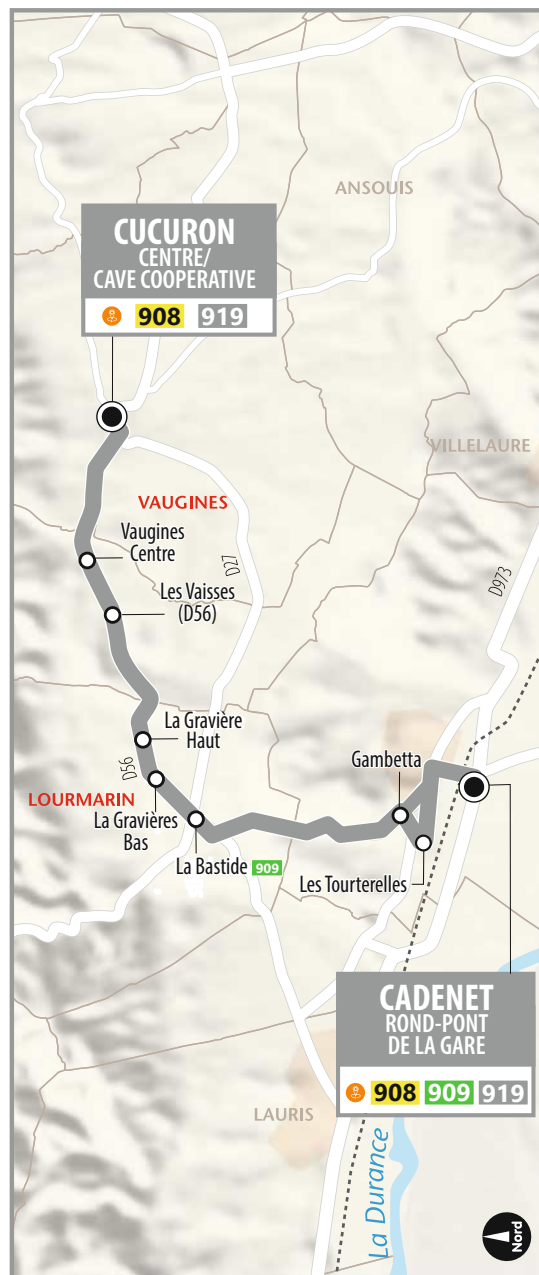 ANSOUIS
CUCURON
CENTRE/
CAVE COOPERATIVE
908 919
VILLELAURE
VAUGINES
Vaugines
Centre
D27
D973
Les Vaisses
(D56)
La Gravière
Haut
D56
Gambetta
LOURMARIN
La Gravières
Bas
La Bastide 909
Les Tourterelles
CADENET
ROND-PONT
DE LA GARE
908 909 919
LAURIS
La Durance
Nord